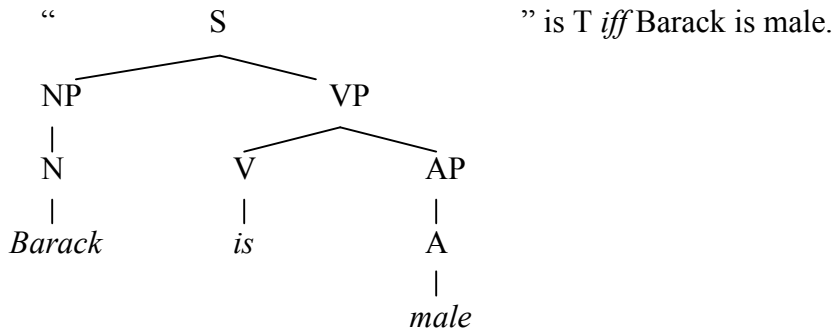 “ S ” is T iff Barack is male.
NP VP
N V AP
Barack is A
male